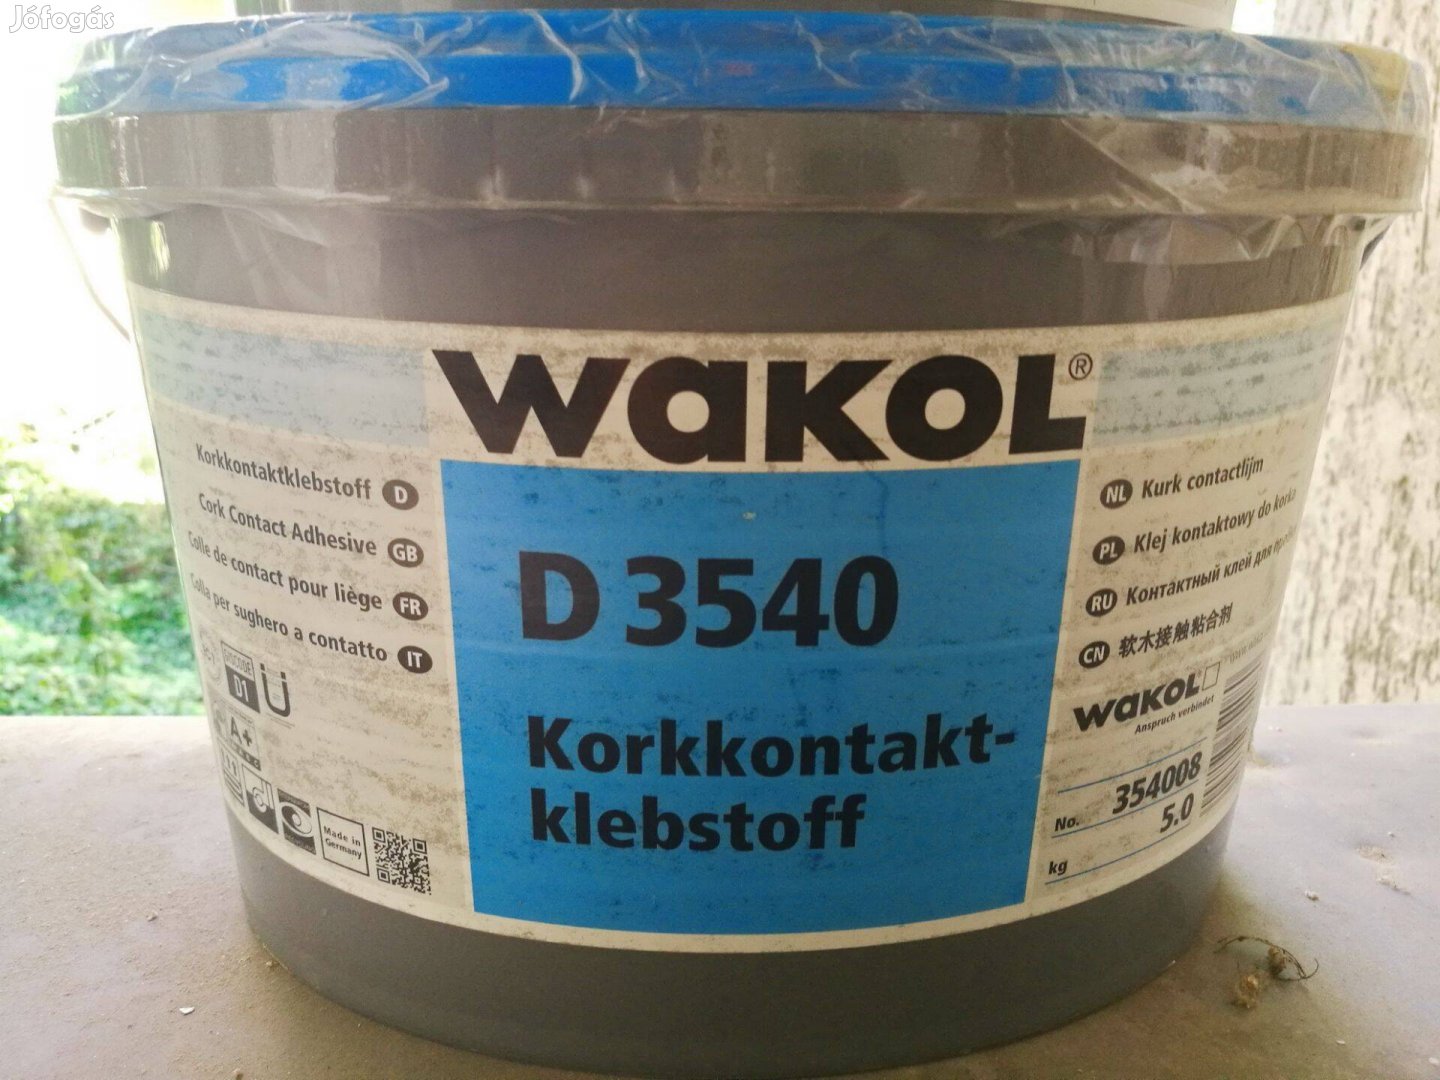 Jófogás
WAKOL®
D 3540
Korkkontakt-
klebstoff
Korkkontaktklebstoff D
Cork Contact Adhesive GB
Colle de contact pour liège FR
Colla per sughero a contatto IT
EMICODE
D1
A+
Made in
Germany
NL Kurk contactlijm
PL Klej kontaktowy do korka
RU Контактный клей для
CN 软木接触粘合剂
WAKOL®
Anspruch verbindet
No. 354008
kg 5.0